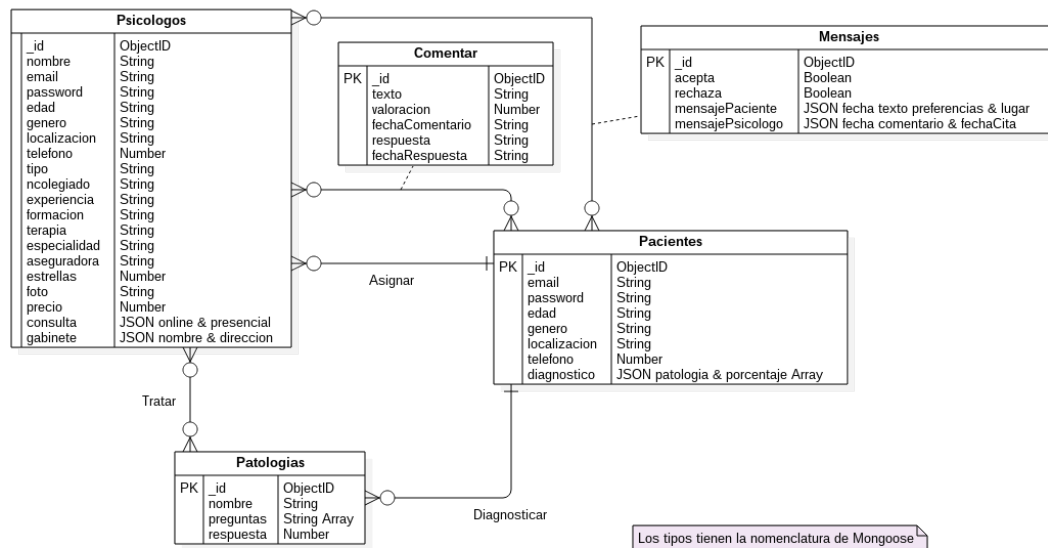 Psicologos
_id ObjectID
nombre String
email String
password String
edad String
genero String
localizacion String
telefono Number
tipo String
ncolegiado String
experiencia String
formacion String
terapia String
especialidad String
aseguradora String
estrellas Number
foto String
precio Number
consulta JSON online & presencial
gabinete JSON nombre & direccion
Comentar
PK _id ObjectID
texto String
valoracion Number
fechaComentario String
respuesta String
fechaRespuesta String
Mensajes
PK _id ObjectID
acepta Boolean
rechaza Boolean
mensajePaciente JSON fecha texto preferencias & lugar
mensajePsicologo JSON fecha comentario & fechaCita
Asignar
Pacientes
PK _id ObjectID
email String
password String
edad String
genero String
localizacion String
telefono Number
diagnostico JSON patologia & porcentaje Array
Tratar
Patologias
PK _id ObjectID
nombre String
preguntas String Array
respuesta Number
Diagnosticar
Los tipos tienen la nomenclatura de Mongoose